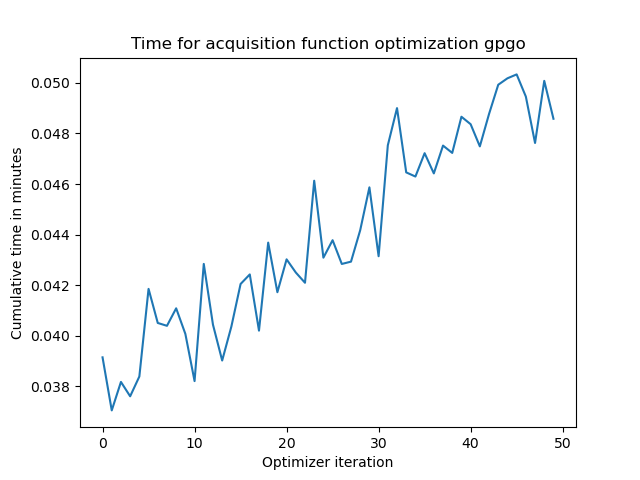 Time for acquisition function optimization gpgo
0.050
0.048
0.046
0.044
0.042
0.040
0.038
Cumulative time in minutes
0 10 20 30 40 50
Optimizer iteration